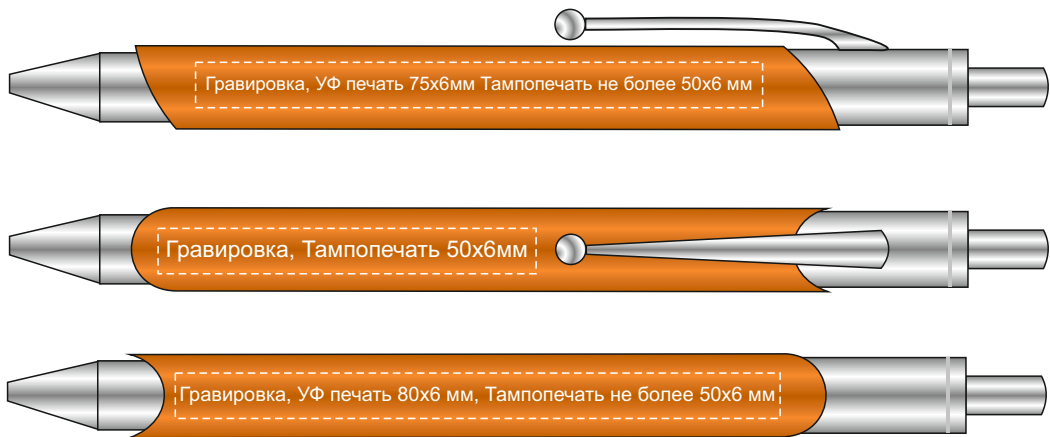 Гравировка, УФ печать 75х6мм Тампопечать не более 50х6 мм
Гравировка, Тампопечать 50х6мм
Гравировка, УФ печать 80х6 мм, Тампопечать не более 50х6 мм